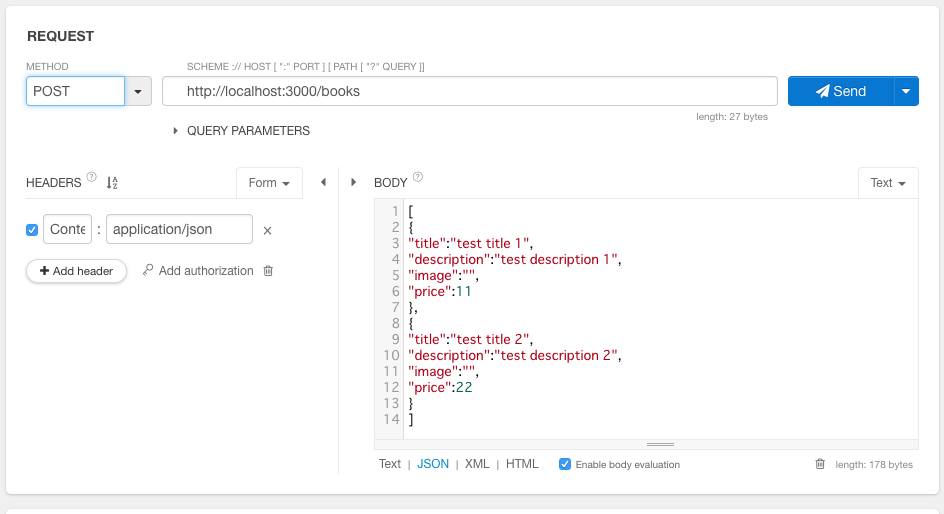 REQUEST
METHOD
SCHEME :// HOST [ ":" PORT ] [ PATH [ "?" QUERY ]]
POST
http://localhost:3000/books
Send
length: 27 bytes
QUERY PARAMETERS
HEADERS ? A Z
Form
BODY ?
Text
Conte : application/json ×
+ Add header
Add authorization
1 [
2 {
3 "title":"test title 1",
4 "description":"test description 1",
5 "image":"",
6 "price":11
7 },
8 {
9 "title":"test title 2",
10 "description":"test description 2",
11 "image":"",
12 "price":22
13 }
14 ]
Text | JSON | XML | HTML
Enable body evaluation
length: 178 bytes